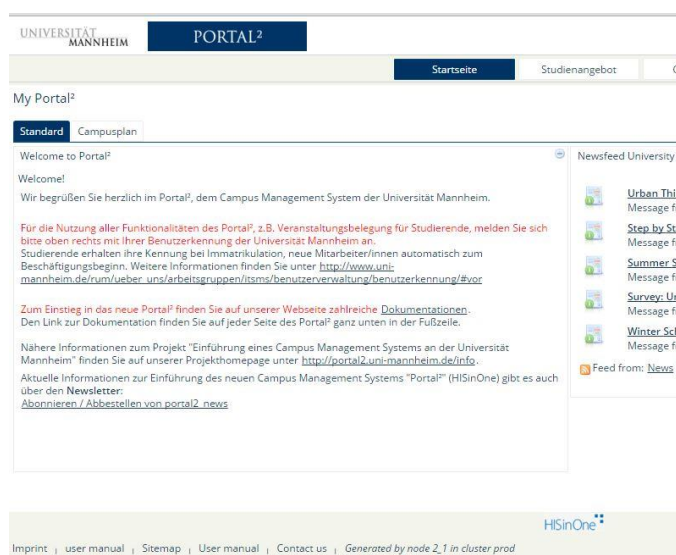 UNIVERSITÄT
MANNHEIM
PORTAL²
Startseite
Studienangebot
My Portal²
Standard
Campusplan
Welcome to Portal²
Welcome!
Wir begrüßen Sie herzlich im Portal², dem Campus Management System der Universität Mannheim.
Für die Nutzung aller Funktionalitäten des Portal², z.B. Veranstaltungsbelegung für Studierende, melden Sie sich
bitte oben rechts mit Ihrer Benutzerkennung der Universität Mannheim an.
Studierende erhalten ihre Kennung bei Immatrikulation, neue Mitarbeiter/innen automatisch zum
Beschäftigungsbeginn. Weitere Informationen finden Sie unter http://www.uni-
mannheim.de/rum/ueber_uns/arbeitsgruppen/itsms/benutzerverwaltung/benutzerkennung/#vor
Zum Einstieg in das neue Portal² finden Sie auf unserer Webseite zahlreiche Dokumentationen.
Den Link zur Dokumentation finden Sie auf jeder Seite des Portal² ganz unten in der Fußzeile.
Nähere Informationen zum Projekt "Einführung eines Campus Management Systems an der Universität
Mannheim" finden Sie auf unserer Projekthomepage unter http://portal2.uni-mannheim.de/info.
Aktuelle Informationen zur Einführung des neuen Campus Management Systems "Portal²" (HISinOne) gibt es auch
über den Newsletter:
Abonnieren / Abbestellen von portal2_news
Newsfeed University
Urban Thi
Message f
Step by St
Message f
Summer S
Message f
Survey: Ur
Message f
Winter Sch
Message f
Feed from: News
HISinOne
Imprint | user manual | Sitemap | User manual | Contact us | Generated by node 2_1 in cluster prod